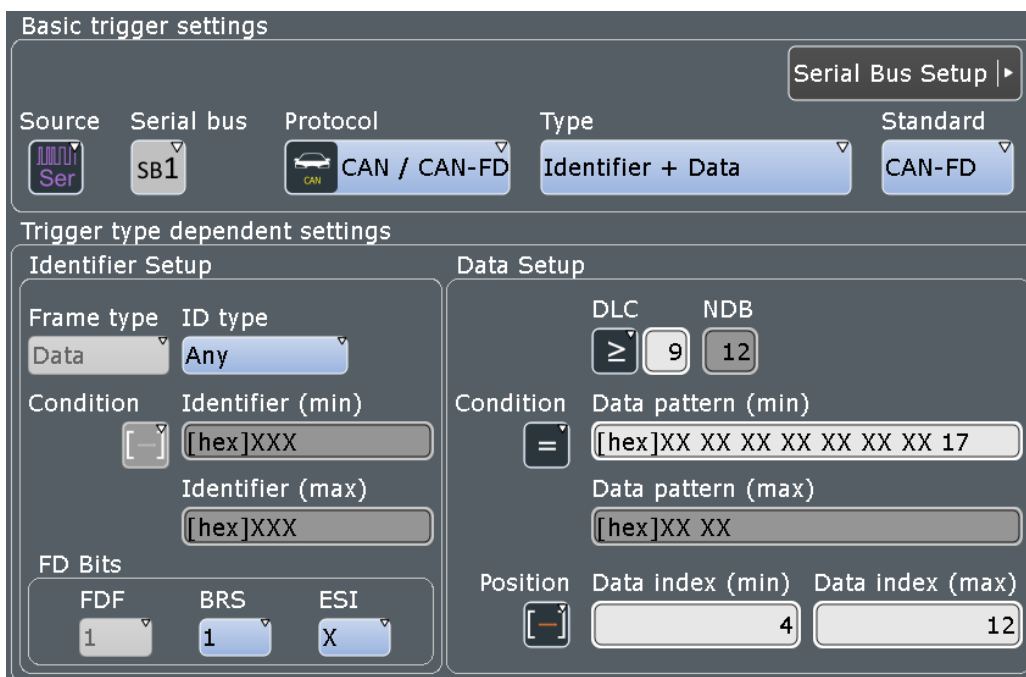 Basic trigger settings
Serial Bus Setup
Source Serial bus Protocol Type Standard
Ser SB1 CAN CAN / CAN-FD Identifier + Data CAN-FD
Trigger type dependent settings
Identifier Setup
Frame type ID type
Data Any
Condition Identifier (min)
[hex]XXX
Identifier (max)
[hex]XXX
FD Bits
FDF BRS ESI
1 1 X
Data Setup
DLC NDB
≥ 9 12
Condition Data pattern (min)
= [hex]XX XX XX XX XX XX XX 17
Data pattern (max)
[hex]XX XX
Position Data index (min) Data index (max)
4 12